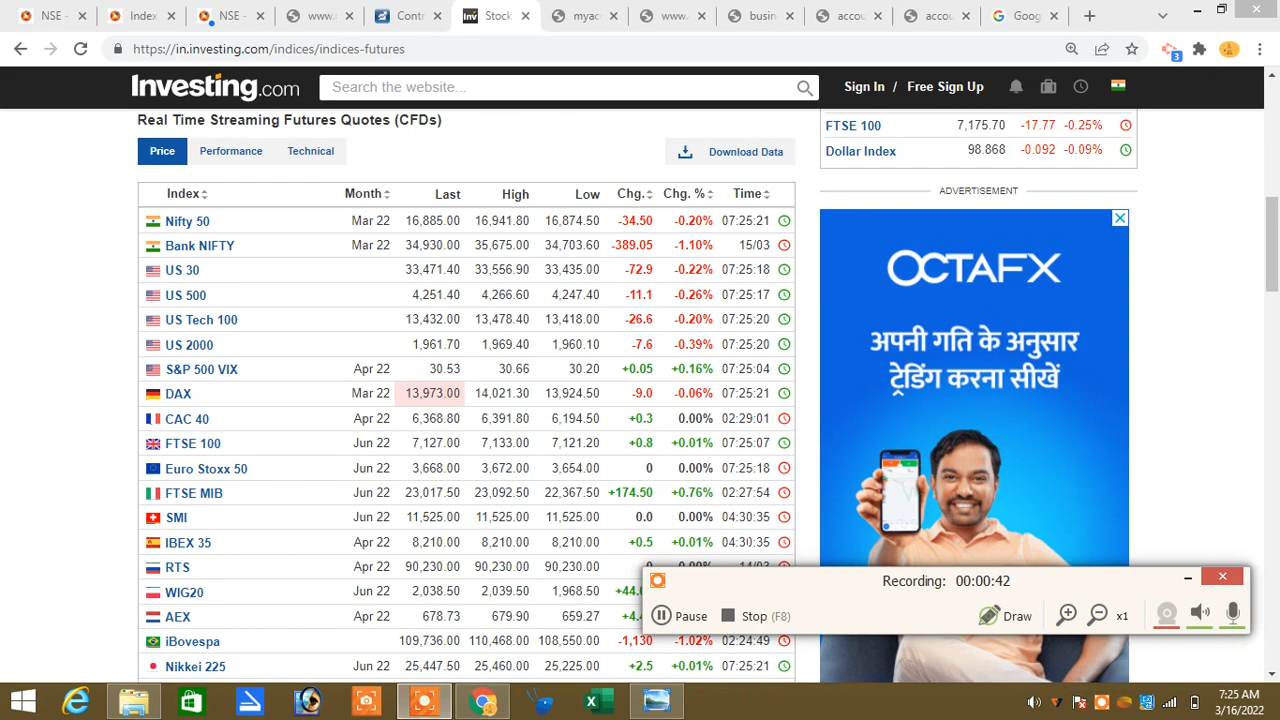 NSE - Index NSE - www.g Contr Stock myac www. busin accou accou Goog
https://in.investing.com/indices/indices-futures
3
Investing.com Search the website... Sign In / Free Sign Up
Real Time Streaming Futures Quotes (CFDs)
Price Performance Technical Download Data
Index Month Last High Low Chg. Chg. % Time
Nifty 50 Mar 22 16,885.00 16,941.80 16,874.50 -34.50 -0.20% 07:25:21
Bank NIFTY Mar 22 34,930.00 35,675.00 34,703.60 -389.05 -1.10% 15/03
US 30 33,471.40 33,556.90 33,435.00 -72.9 -0.22% 07:25:18
US 500 4,251.40 4,266.60 4,247.40 -11.1 -0.26% 07:25:17
US Tech 100 13,432.00 13,478.40 13,418.00 -26.6 -0.20% 07:25:20
US 2000 1,961.70 1,969.40 1,960.10 -7.6 -0.39% 07:25:20
S&P 500 VIX Apr 22 30.53 30.66 30.20 +0.05 +0.16% 07:25:04
DAX Mar 22 13,973.00 14,021.30 13,924.50 -9.0 -0.06% 07:25:21
CAC 40 Apr 22 6,368.80 6,391.80 6,194.50 +0.3 0.00% 02:29:01
FTSE 100 Jun 22 7,127.00 7,133.00 7,121.20 +0.8 +0.01% 07:25:07
Euro Stoxx 50 Jun 22 3,668.00 3,672.00 3,654.00 0 0.00% 07:25:18
FTSE MIB Jun 22 23,017.50 23,092.50 22,367.50 +174.50 +0.76% 02:27:54
SMI Jun 22 11,525.00 11,525.00 11,525.00 0.0 0.00% 04:30:35
IBEX 35 Apr 22 8,210.00 8,210.00 8,210.00 +0.5 +0.01% 04:30:35
RTS Apr 22 90,230.00 90,230.00 90,230.00
WIG20 Jun 22 2,038.50 2,039.50 1,968.50
AEX Apr 22 678.73 679.90 659.27
iBovespa Apr 22 109,736.00 110,468.00 108,550.00 -1,130 -1.02% 02:24:49
Nikkei 225 Jun 22 25,447.50 25,460.00 25,225.00 +2.5 +0.01% 07:25:21
FTSE 100 7,175.70 -17.77 -0.25%
Dollar Index 98.868 -0.092 -0.09%
ADVERTISEMENT
OCTAFX
अपनी गति के अनुसार
ट्रेडिंग करना सीखें
Recording: 00:00:42
Pause Stop (F8) Draw x1
7:25 AM
3/16/2022